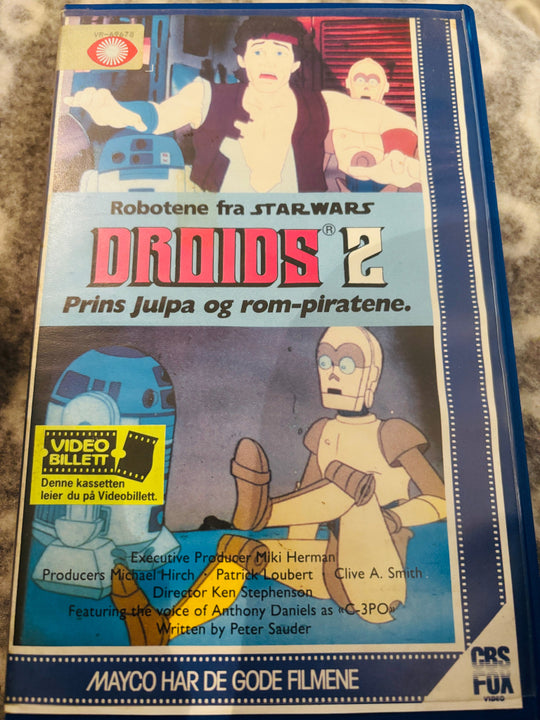 VR-69678
Robotene fra STAR WARS
DROIDS® 2
Prins Julpa og rom-piratene.
VIDEO
BILLETT
Denne kassetten
leier du på Videobillett.
Executive Producer Miki Herman
Producers Michael Hirch · Patrick Loubert · Clive A. Smith
Director Ken Stephenson
Featuring the voice of Anthony Daniels as «C-3PO»
Written by Peter Sauder
MAYCO HAR DE GODE FILMENE
CBS
FOX
VIDEO